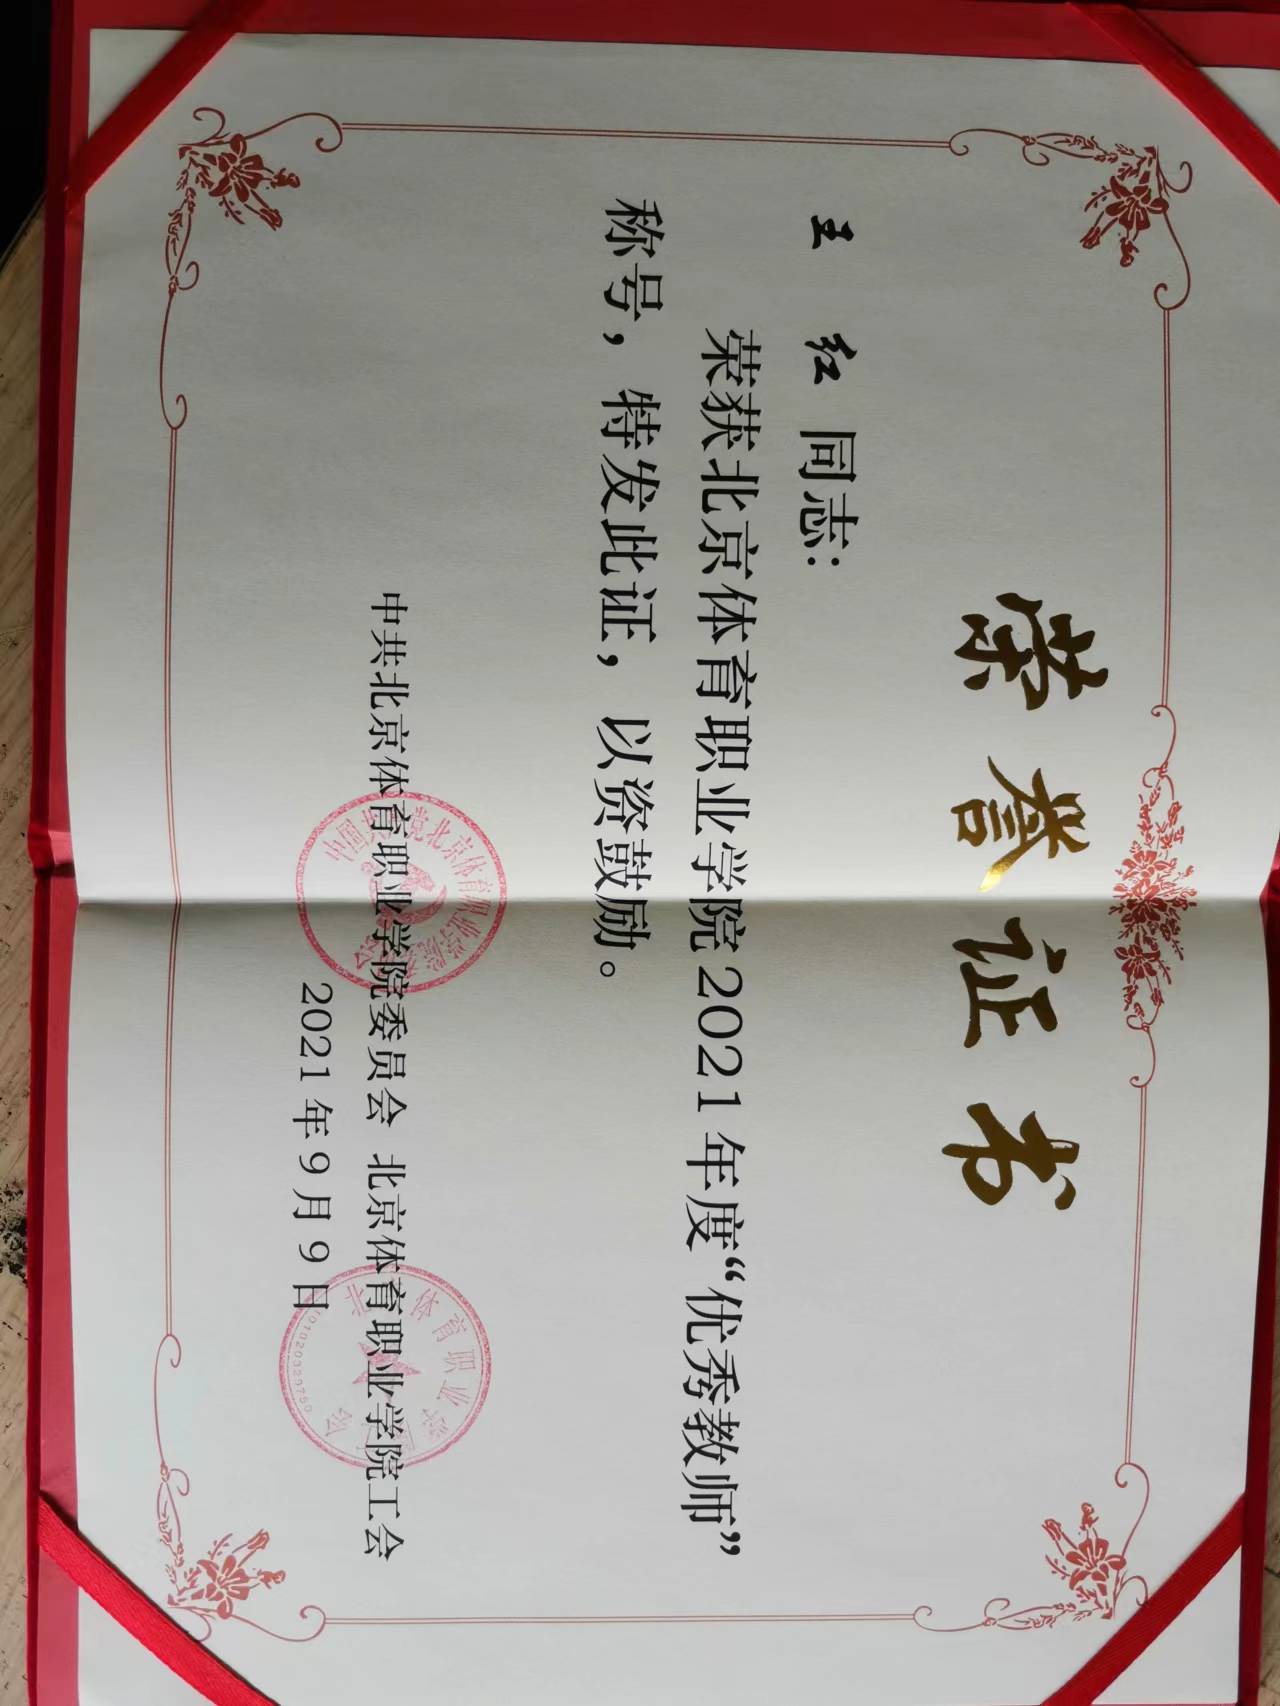 荣誉证书
王 红 同志:
荣获北京体育职业学院2021年度“优秀教师”
称号，特发此证，以资鼓励。
中共北京体育职业学院委员会 北京体育职业学院工会
2021年9月9日